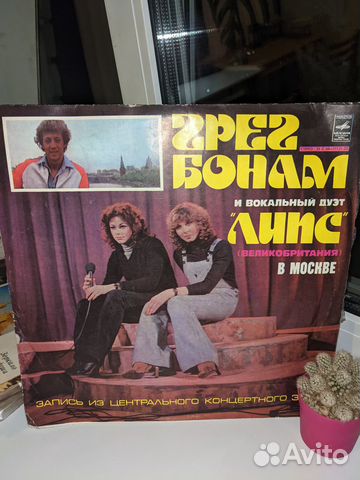 ГРЕГ
БОНАМ
И ВОКАЛЬНЫЙ ДУЭТ
"ЛИПС"
(ВЕЛИКОБРИТАНИЯ)
В МОСКВЕ
ЗАПИСЬ ИЗ ЦЕНТРАЛЬНОГО КОНЦЕРТНОГО
Avito